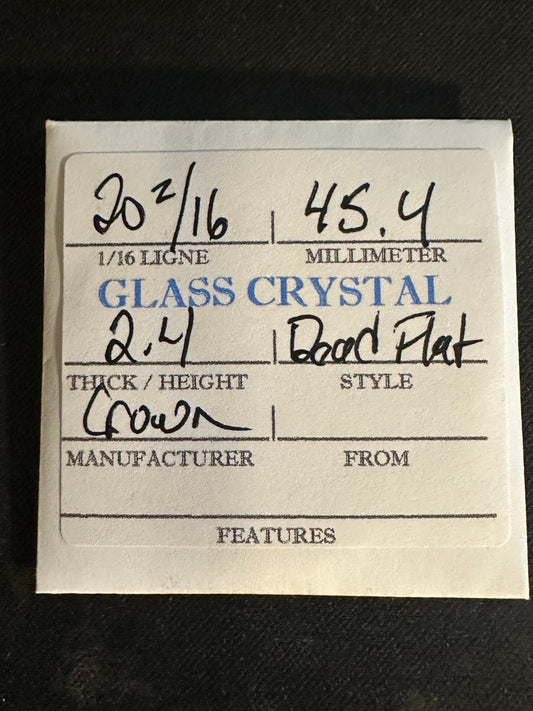 20 2/16 45.4
1/16 LIGNE MILLIMETER
GLASS CRYSTAL
2.4 Dead Flat
THICK / HEIGHT STYLE
Crown
MANUFACTURER FROM
FEATURES